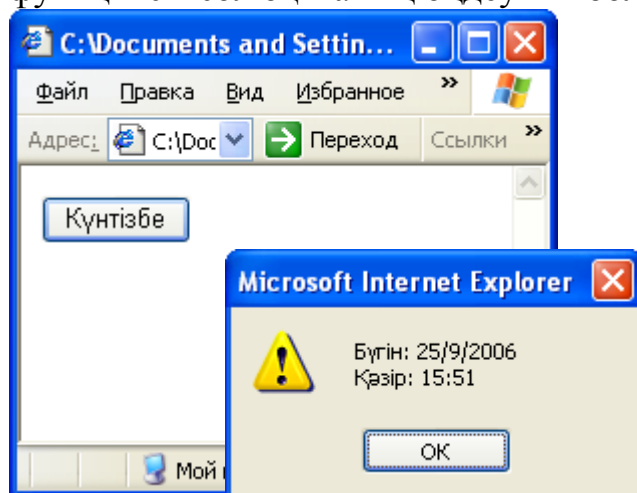 C:\Documents and Settin...
Файл Правка Вид Избранное »
Адрес: C:\Doc Переход Ссылки »
Күнтізбе
Microsoft Internet Explorer
Бүгін: 25/9/2006
Қәзір: 15:51
OK
Мой